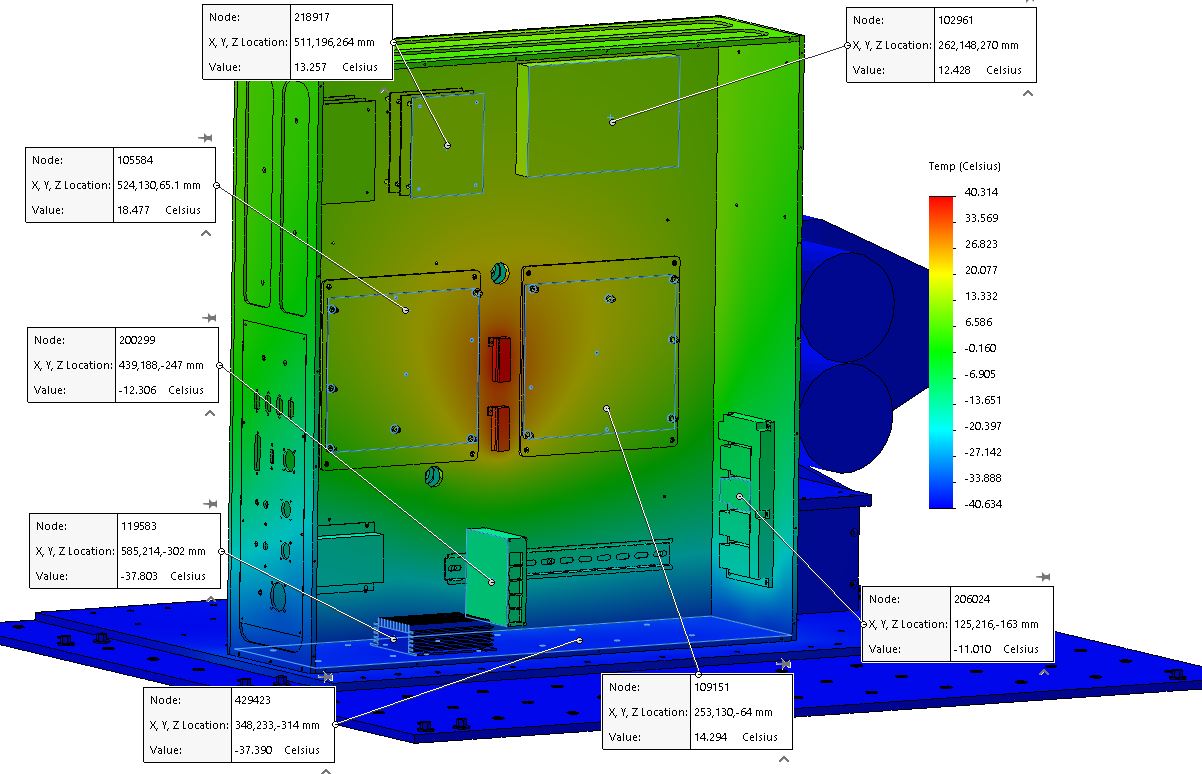 Node: 218917
X, Y, Z Location: 511,196,264 mm
Value: 13.257 Celsius
Node: 102961
X, Y, Z Location: 262,148,270 mm
Value: 12.428 Celsius
Node: 105584
X, Y, Z Location: 524,130,65.1 mm
Value: 18.477 Celsius
Temp (Celsius)
40.314
33.569
26.823
20.077
13.332
6.586
-0.160
-6.905
-13.651
-20.397
-27.142
-33.888
-40.634
Node: 200299
X, Y, Z Location: 439,168,-247 mm
Value: -12.306 Celsius
Node: 119583
X, Y, Z Location: 585,214,-302 mm
Value: -37.803 Celsius
Node: 206024
X, Y, Z Location: 125,216,-163 mm
Value: -11.010 Celsius
Node: 429423
X, Y, Z Location: 348,233,-314 mm
Value: -37.390 Celsius
Node: 109151
X, Y, Z Location: 253,130,-64 mm
Value: 14.294 Celsius